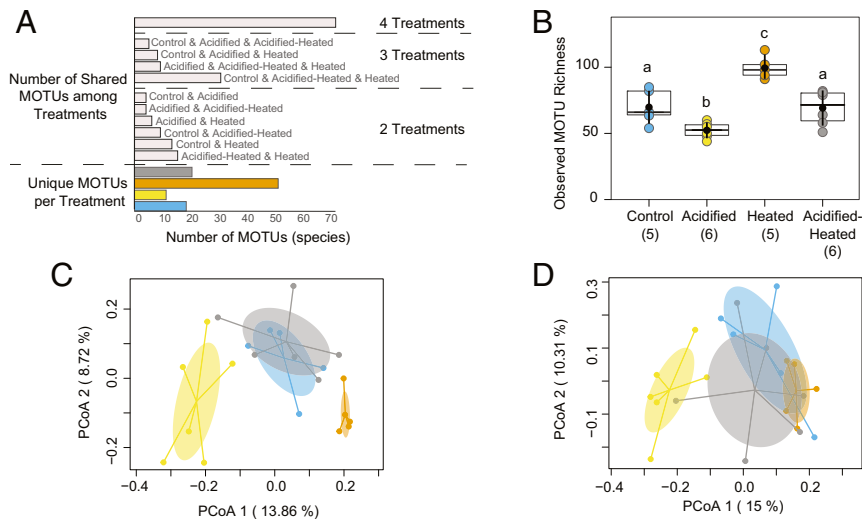 A
4 Treatments
Control & Acidified & Acidified-Heated
Control & Acidified & Heated
Acidified & Acidified-Heated & Heated
Control & Acidified-Heated & Heated
3 Treatments
Number of Shared
MOTUs among
Treatments
Control & Acidified
Acidified & Acidified-Heated
Acidified & Heated
Control & Acidified-Heated
Control & Heated
Acidified-Heated & Heated
2 Treatments
Unique MOTUs
per Treatment
0 10 20 30 40 50 60 70
Number of MOTUs (species)
B
Observed MOTU Richness
100
50
0
a
b
c
a
Control
(5)
Acidified
(6)
Heated
(5)
Acidified-
Heated
(6)
C
PCoA 2 ( 8.72 %)
0.2
0.0
−0.2
−0.4 −0.2 0.0 0.2 0.4
PCoA 1 ( 13.86 %)
D
PCoA 2 ( 10.31 %)
0.3
0.1
−0.1
−0.4 −0.2 0.0 0.2 0.4
PCoA 1 ( 15 %)